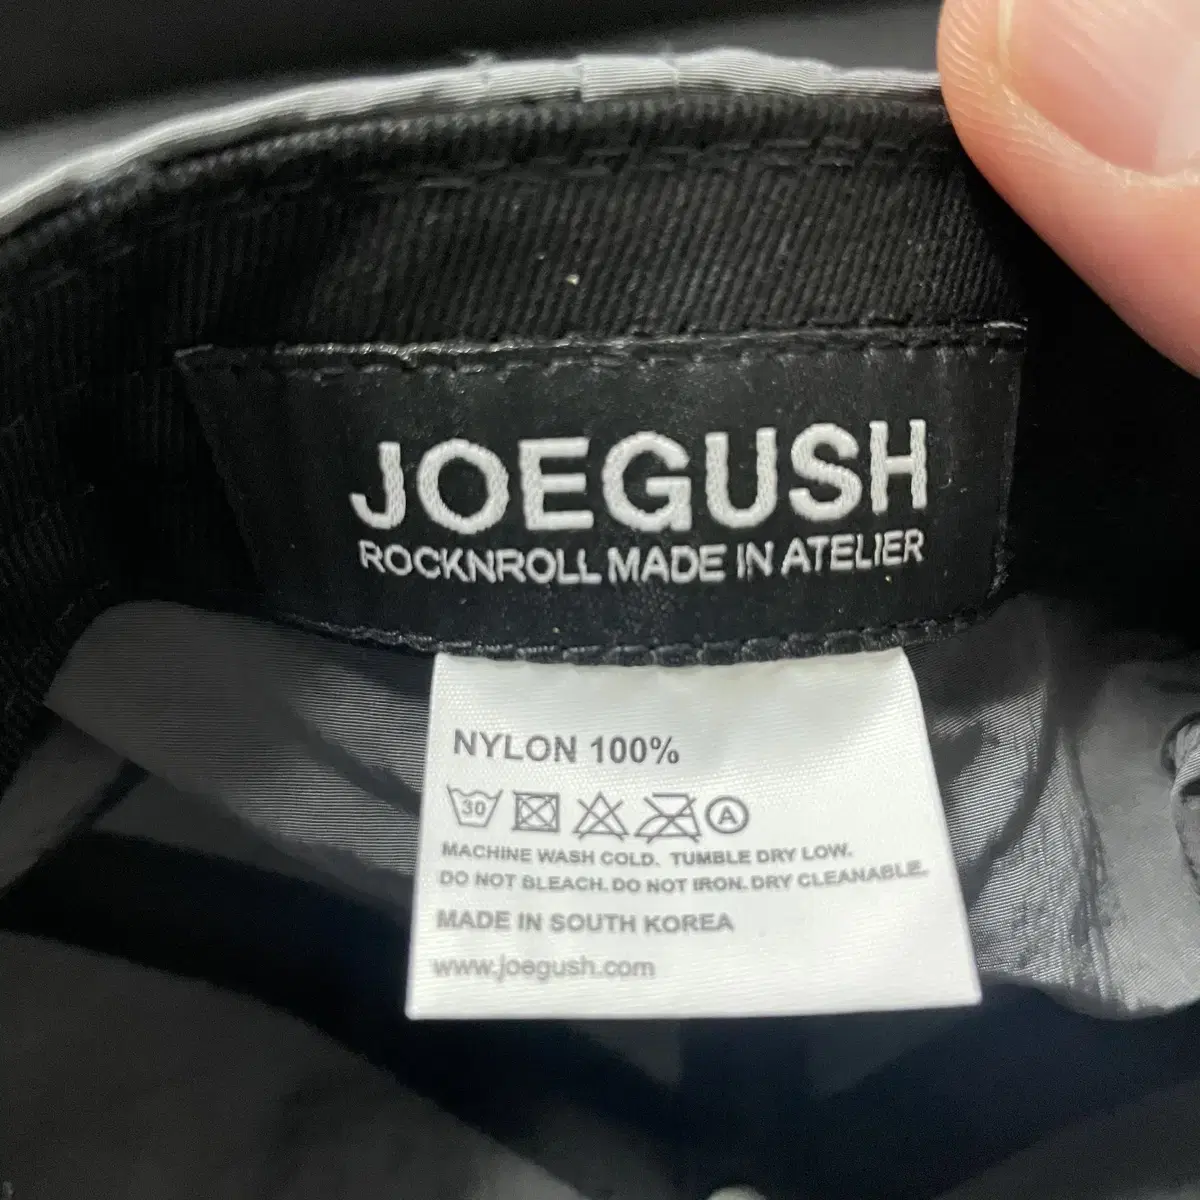 JOEGUSH
ROCKNROLL MADE IN ATELIER
NYLON 100%
30 A
MACHINE WASH COLD. TUMBLE DRY LOW.
DO NOT BLEACH. DO NOT IRON. DRY CLEANABLE.
MADE IN SOUTH KOREA
www.joegush.com